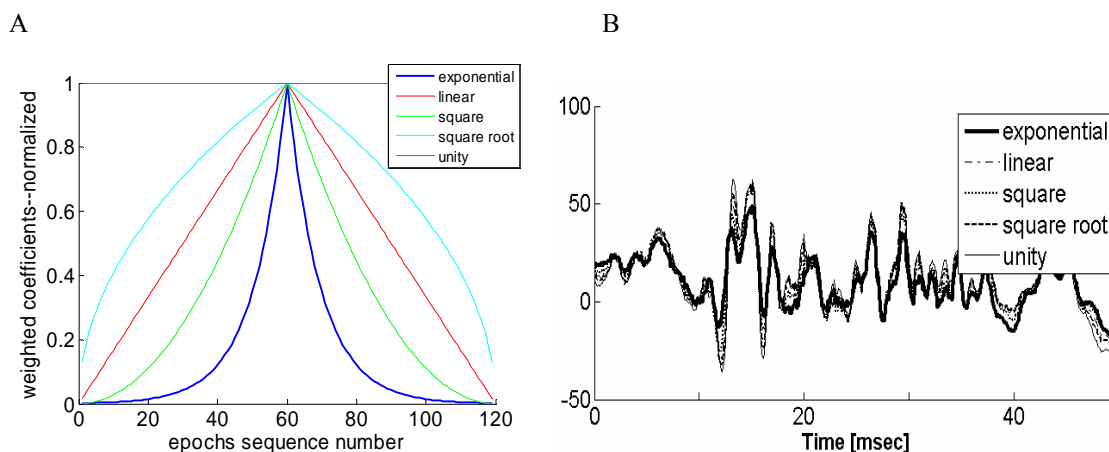 A
B
weighted coefficients--normalized
1
0.8
0.6
0.4
0.2
0
0
20
40
60
80
100
120
epochs sequence number
exponential
linear
square
square root
unity
100
50
0
-50
0
20
40
Time [msec]
exponential
linear
square
square root
unity